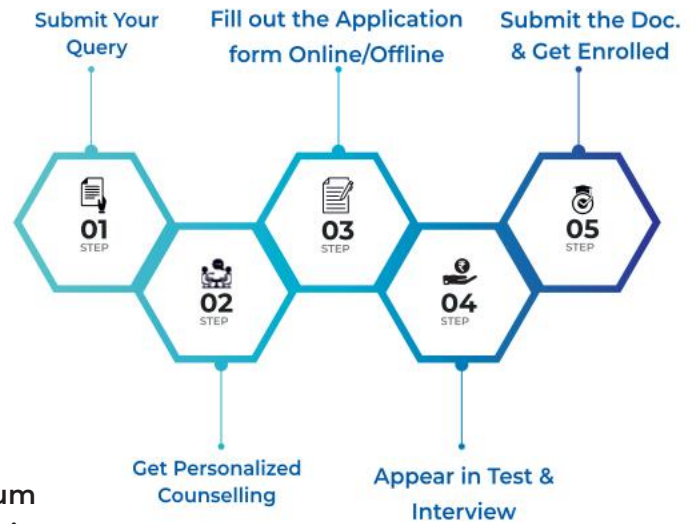 Submit Your
Query
Fill out the Application
form Online/Offline
Submit the Doc.
& Get Enrolled
01
STEP
02
STEP
03
STEP
04
STEP
05
STEP
Get Personalized
Counselling
Appear in Test &
Interview